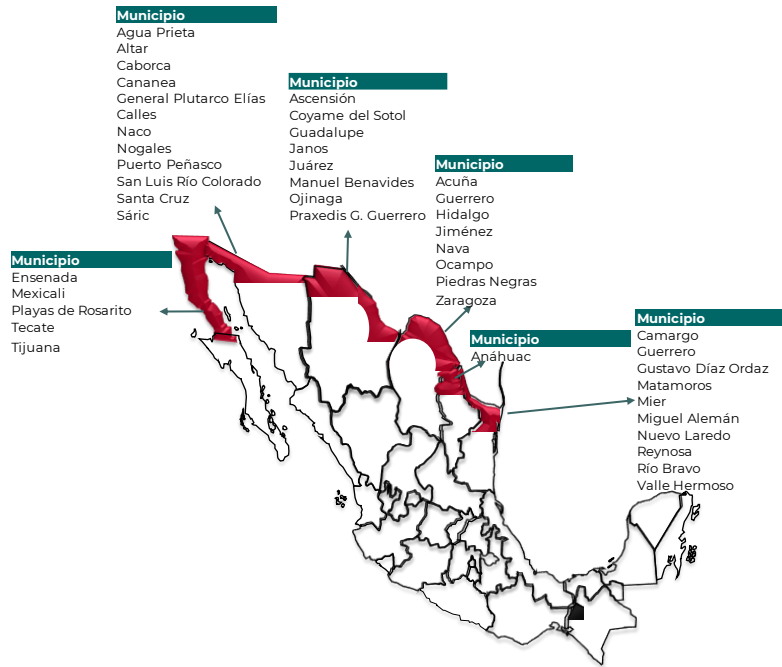 Municipio
Agua Prieta
Altar
Caborca
Cananea
General Plutarco Elías
Calles
Naco
Nogales
Puerto Peñasco
San Luis Río Colorado
Santa Cruz
Sáric
Municipio
Ascensión
Coyame del Sotol
Guadalupe
Janos
Juárez
Manuel Benavides
Ojinaga
Praxedis G. Guerrero
Municipio
Acuña
Guerrero
Hidalgo
Jiménez
Nava
Ocampo
Piedras Negras
Zaragoza
Municipio
Ensenada
Mexicali
Playas de Rosarito
Tecate
Tijuana
Municipio
Anáhuac
Municipio
Camargo
Guerrero
Gustavo Díaz Ordaz
Matamoros
Mier
Miguel Alemán
Nuevo Laredo
Reynosa
Río Bravo
Valle Hermoso